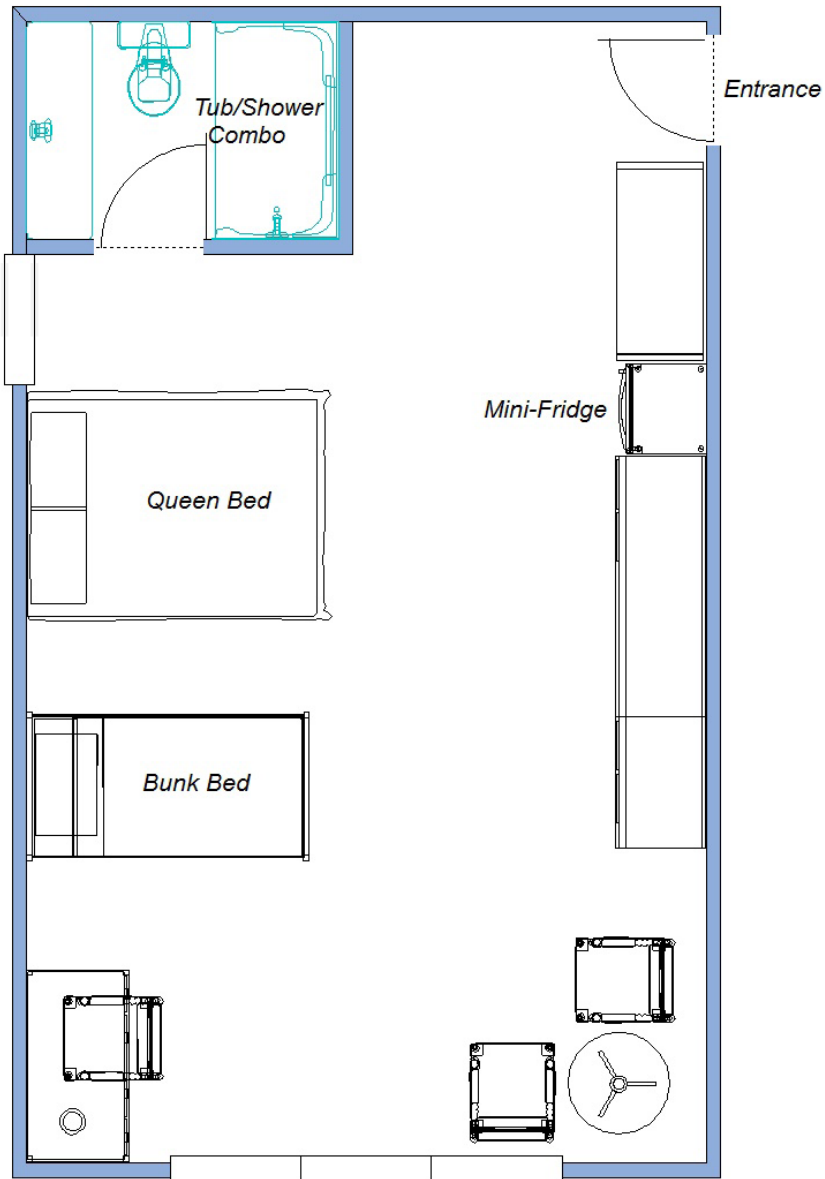 Entrance
Tub/Shower
Combo
Mini-Fridge
Queen Bed
Bunk Bed